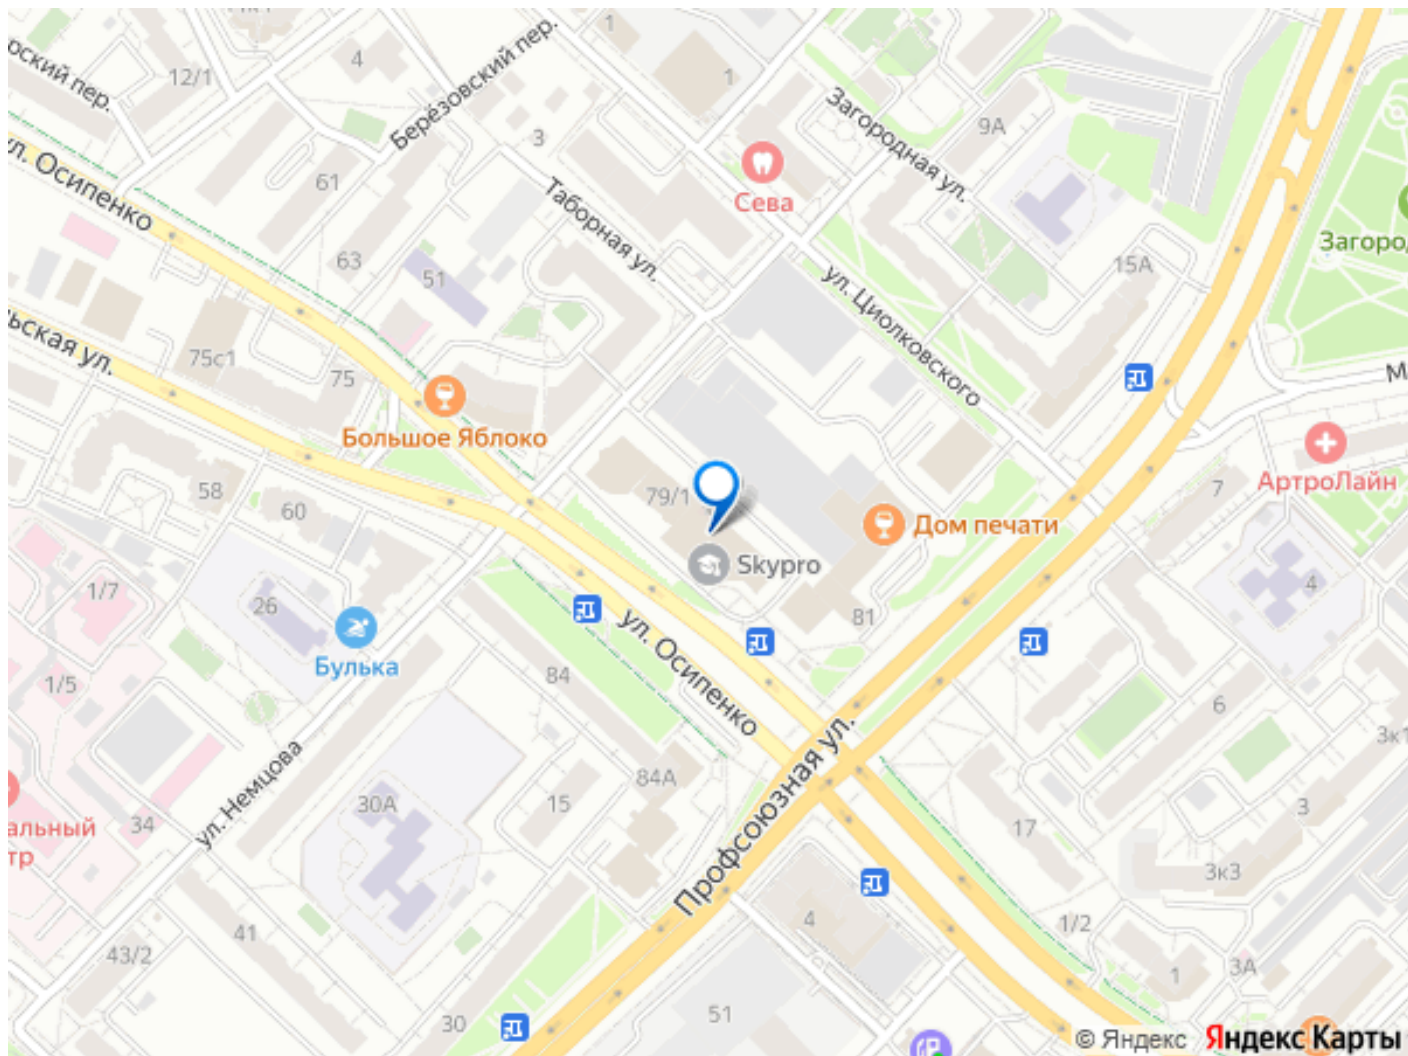 1
4
12/1
1
Берёзовский пер.
рский пер.
Загородная ул.
9А
3
ул. Осипенко
61
Сева
Таборная ул.
Загоро
63
51
15А
ул. Циолковского
ьская ул.
75с1
75
М
Большое Яблоко
АртроЛайн
58
60
79/1
7
Дом печати
Skypro
1/7
26
4
81
ул. Осипенко
Булька
1/5
84
6
3к1
Профсоюзная ул.
ул. Немцова
84А
30А
15
3
альный
тр
34
17
3к3
4
1/2
41
43/2
1
3А
51
30
© Яндекс Яндекс Карты